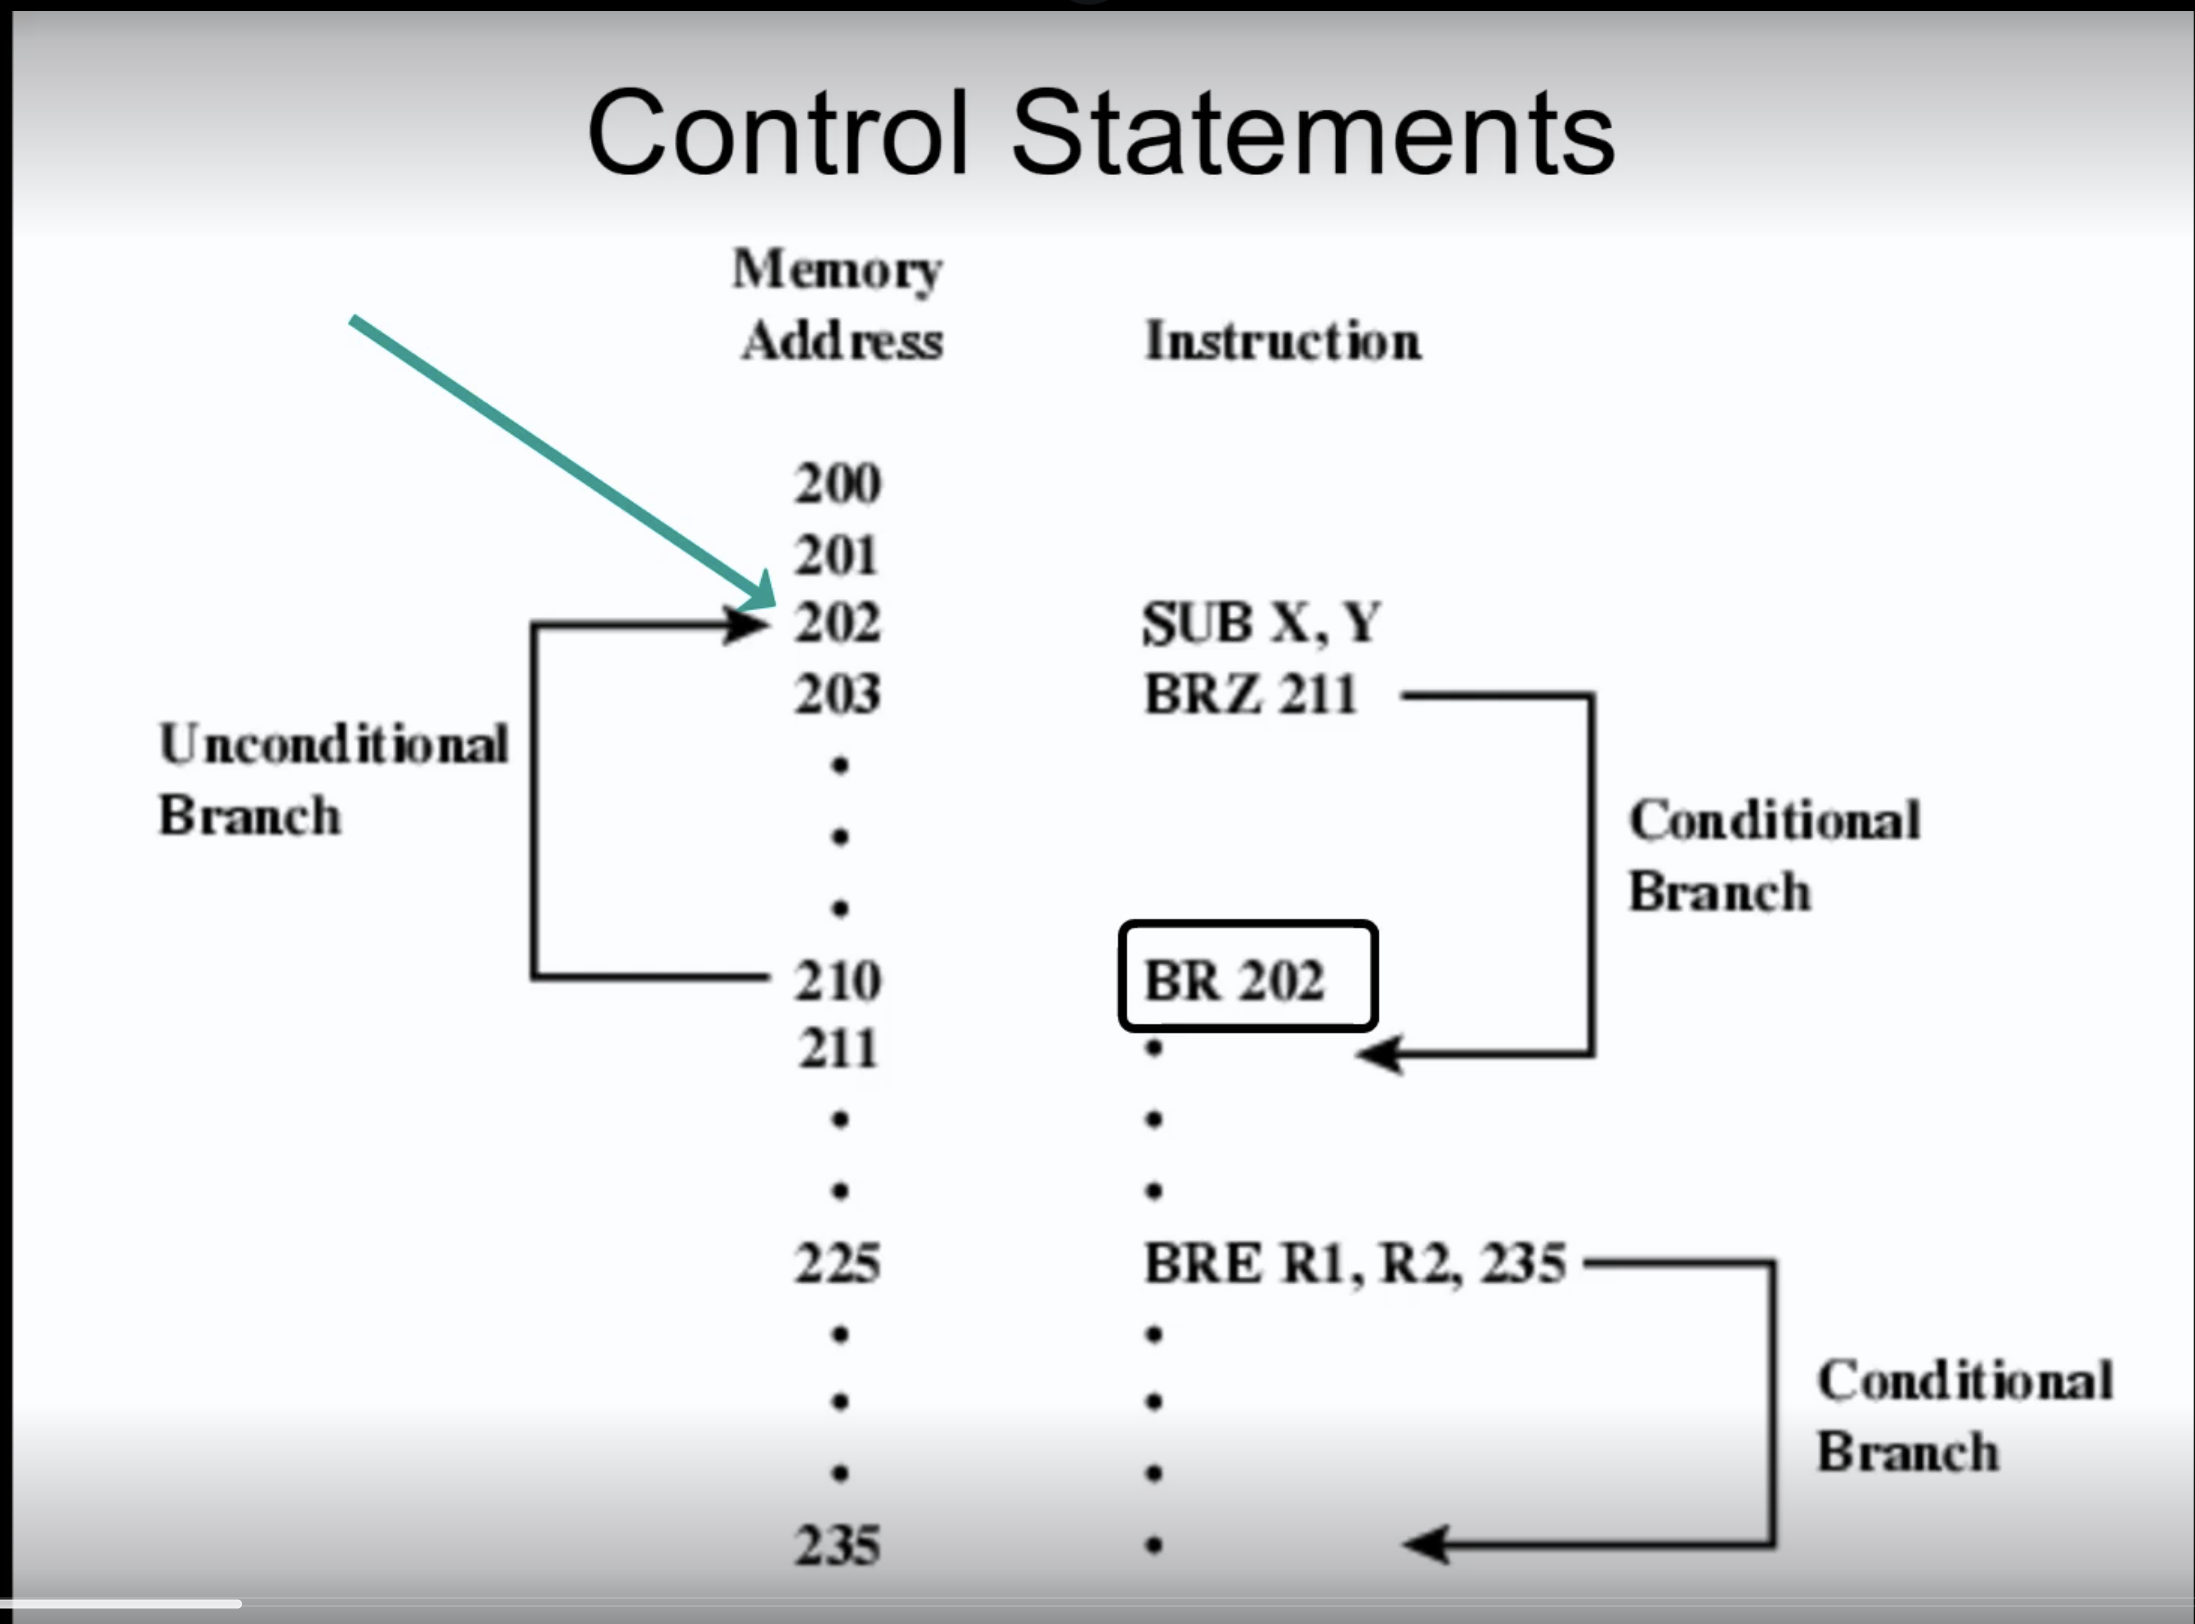 Control Statements
Memory
Address Instruction
200
201
202 SUB X, Y
203 BRZ 211
Unconditional
Branch
Conditional
Branch
210 BR 202
211
225 BRE R1, R2, 235
Conditional
Branch
235